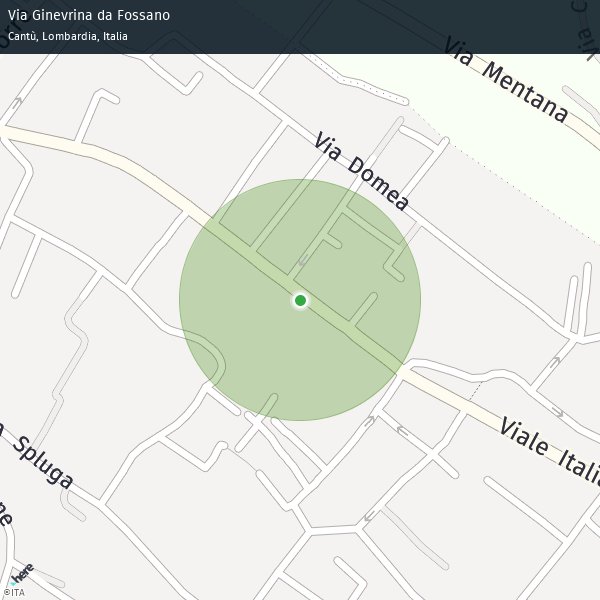 Via Ginevrina da Fossano
Cantù, Lombardia, Italia
Via Mentana
Via Domea
Viale Italia
Spluga
here
©ITA